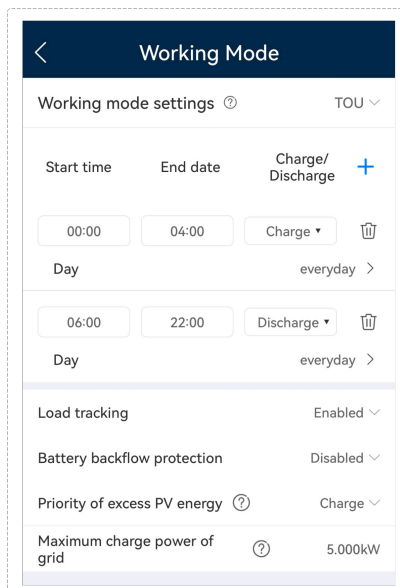 Working Mode
Working mode settings ? TOU
Start time End date Charge/
Discharge +
00:00 04:00 Charge
Day everyday
06:00 22:00 Discharge
Day everyday
Load tracking Enabled
Battery backflow protection Disabled
Priority of excess PV energy ? Charge
Maximum charge power of
grid ? 5.000kW